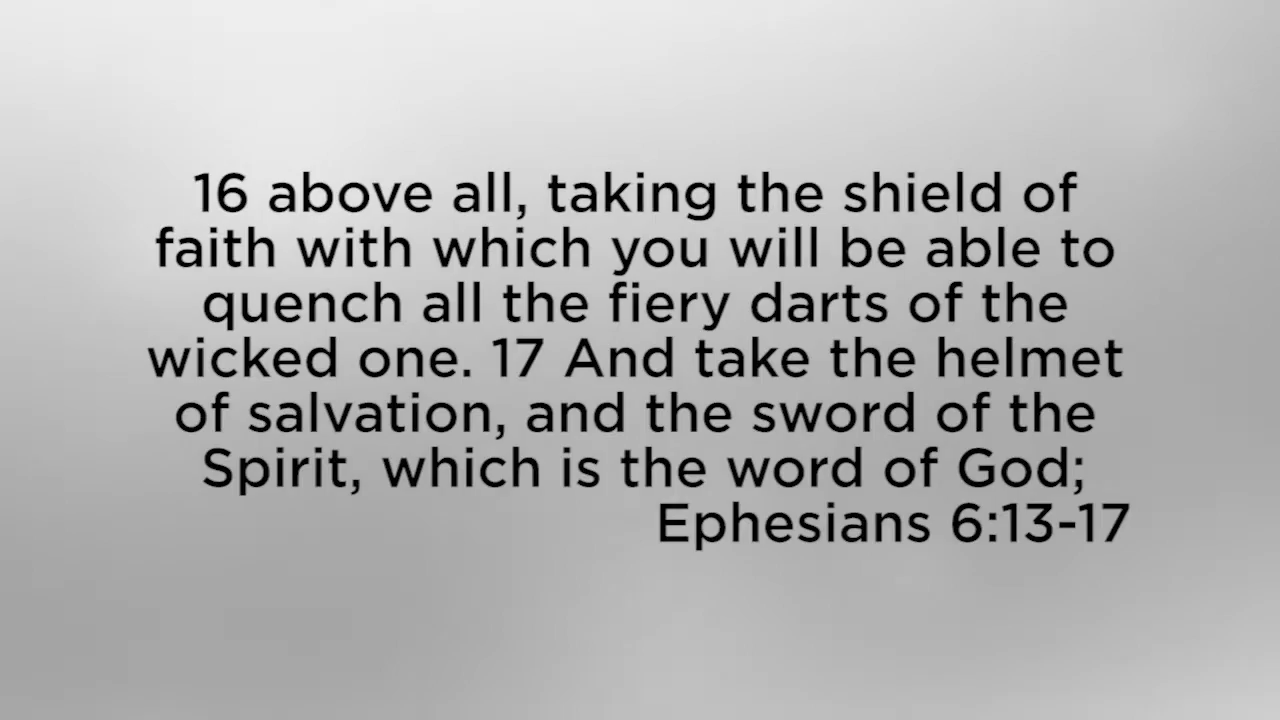 16 above all, taking the shield of
faith with which you will be able to
quench all the fiery darts of the
wicked one. 17 And take the helmet
of salvation, and the sword of the
Spirit, which is the word of God;
Ephesians 6:13-17